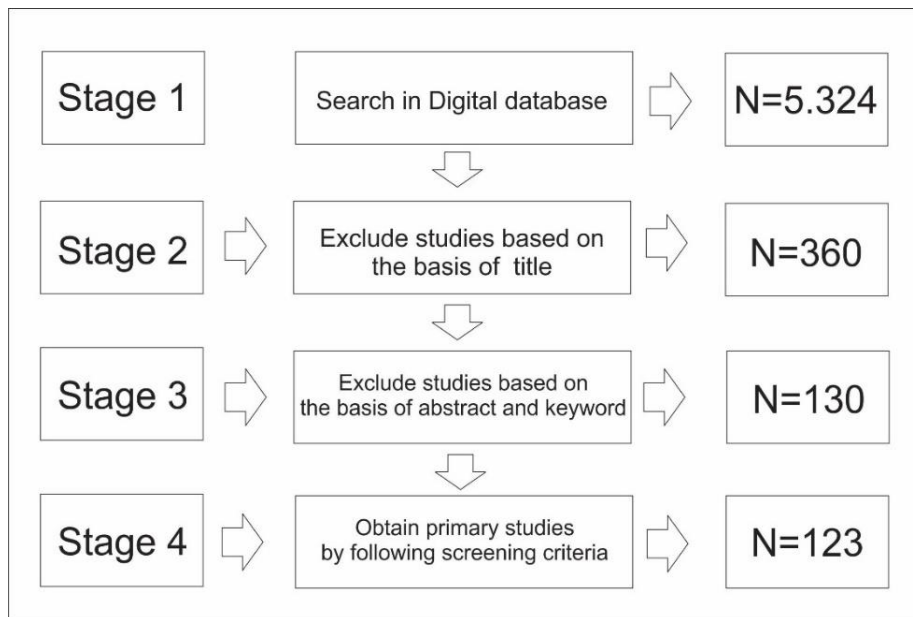 Stage 1
Search in Digital database
N=5.324
Stage 2
Exclude studies based on
the basis of title
N=360
Stage 3
Exclude studies based on
the basis of abstract and keyword
N=130
Stage 4
Obtain primary studies
by following screening criteria
N=123